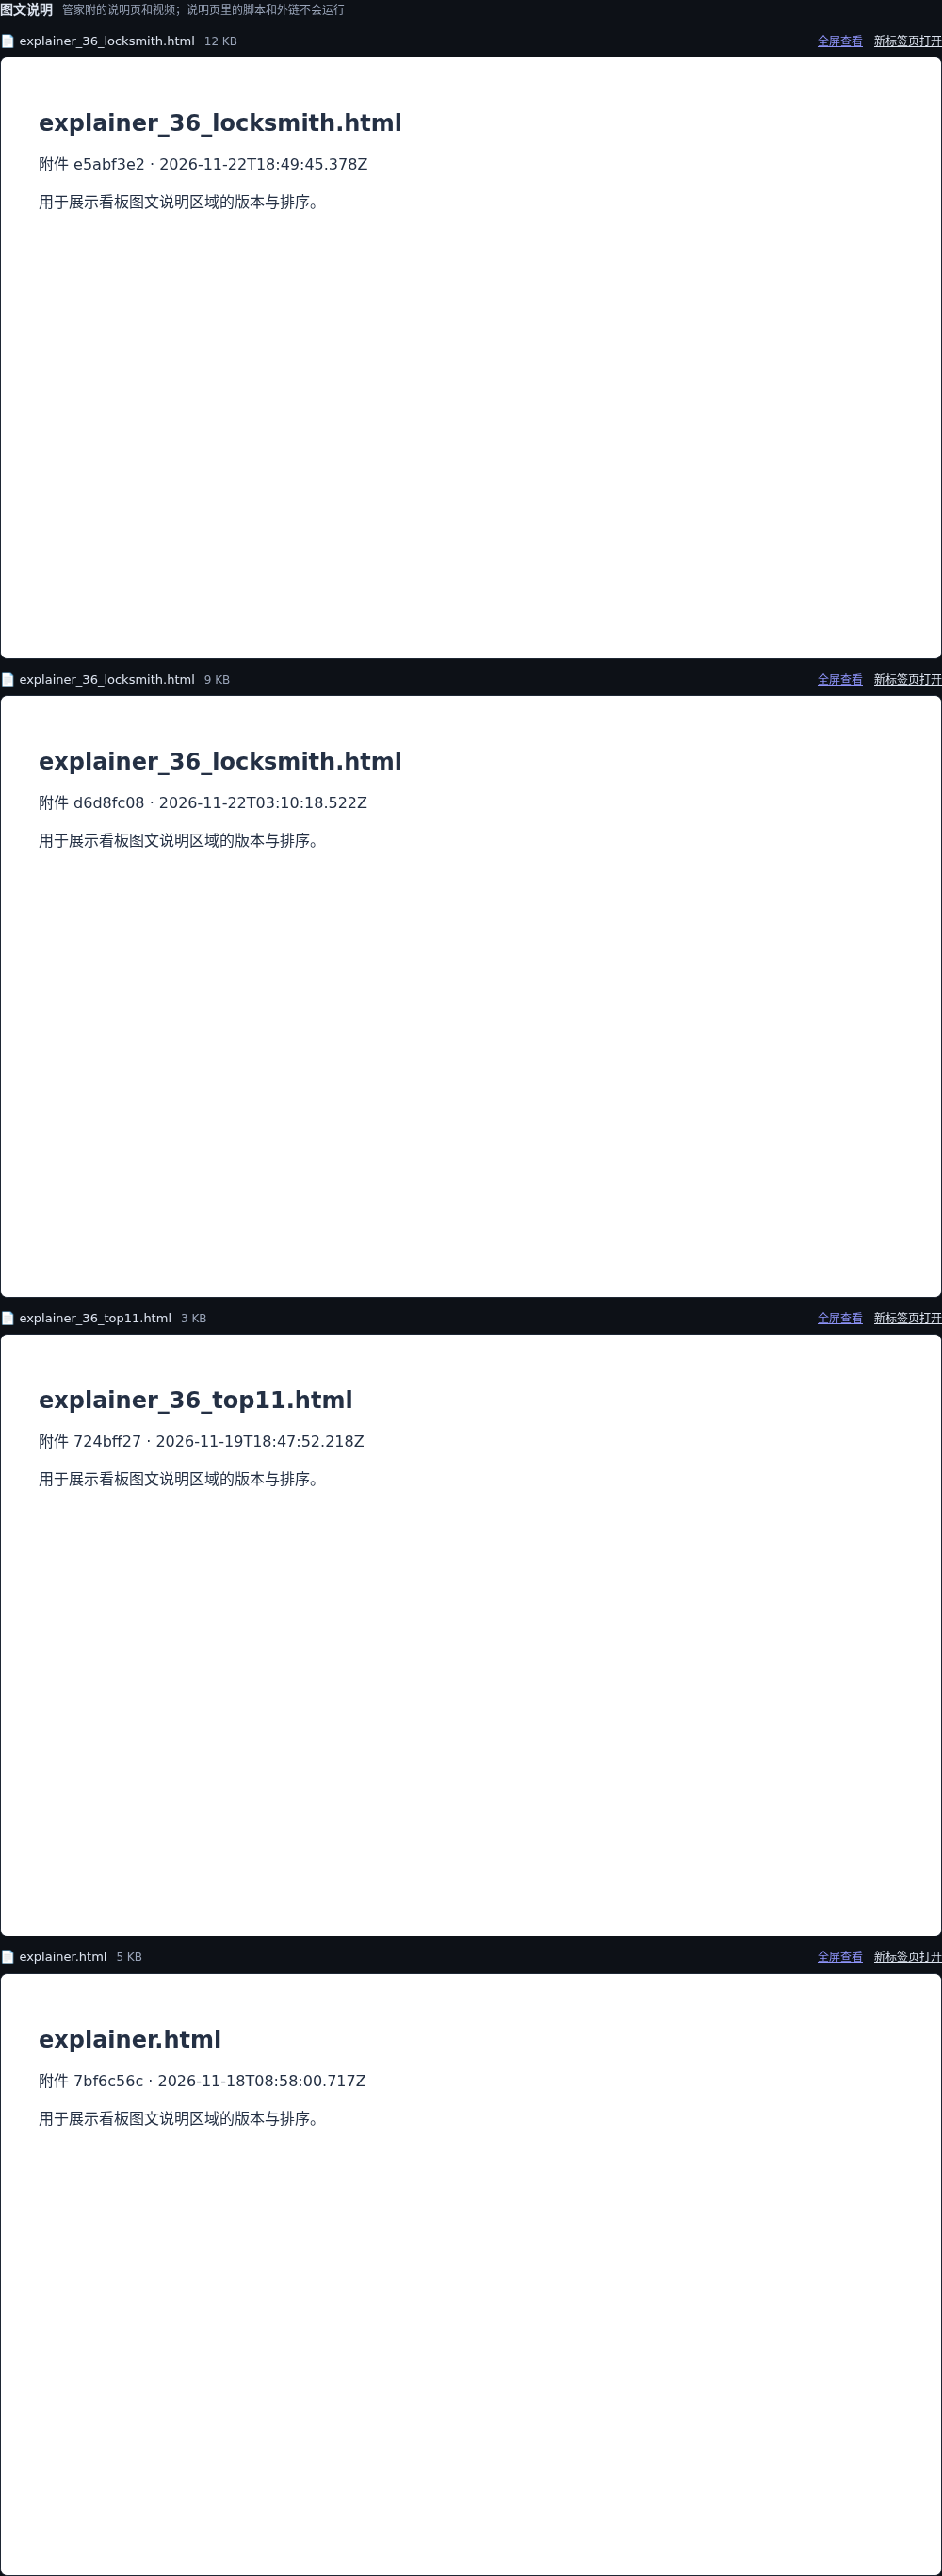 图文说明 管家附的说明页和视频；说明页里的脚本和外链不会运行
explainer_36_locksmith.html 12 KB 全屏查看 新标签页打开
explainer_36_locksmith.html
附件 e5abf3e2 · 2026-11-22T18:49:45.378Z
用于展示看板图文说明区域的版本与排序。
explainer_36_locksmith.html 9 KB 全屏查看 新标签页打开
explainer_36_locksmith.html
附件 d6d8fc08 · 2026-11-22T03:10:18.522Z
用于展示看板图文说明区域的版本与排序。
explainer_36_top11.html 3 KB 全屏查看 新标签页打开
explainer_36_top11.html
附件 724bff27 · 2026-11-19T18:47:52.218Z
用于展示看板图文说明区域的版本与排序。
explainer.html 5 KB 全屏查看 新标签页打开
explainer.html
附件 7bf6c56c · 2026-11-18T08:58:00.717Z
用于展示看板图文说明区域的版本与排序。